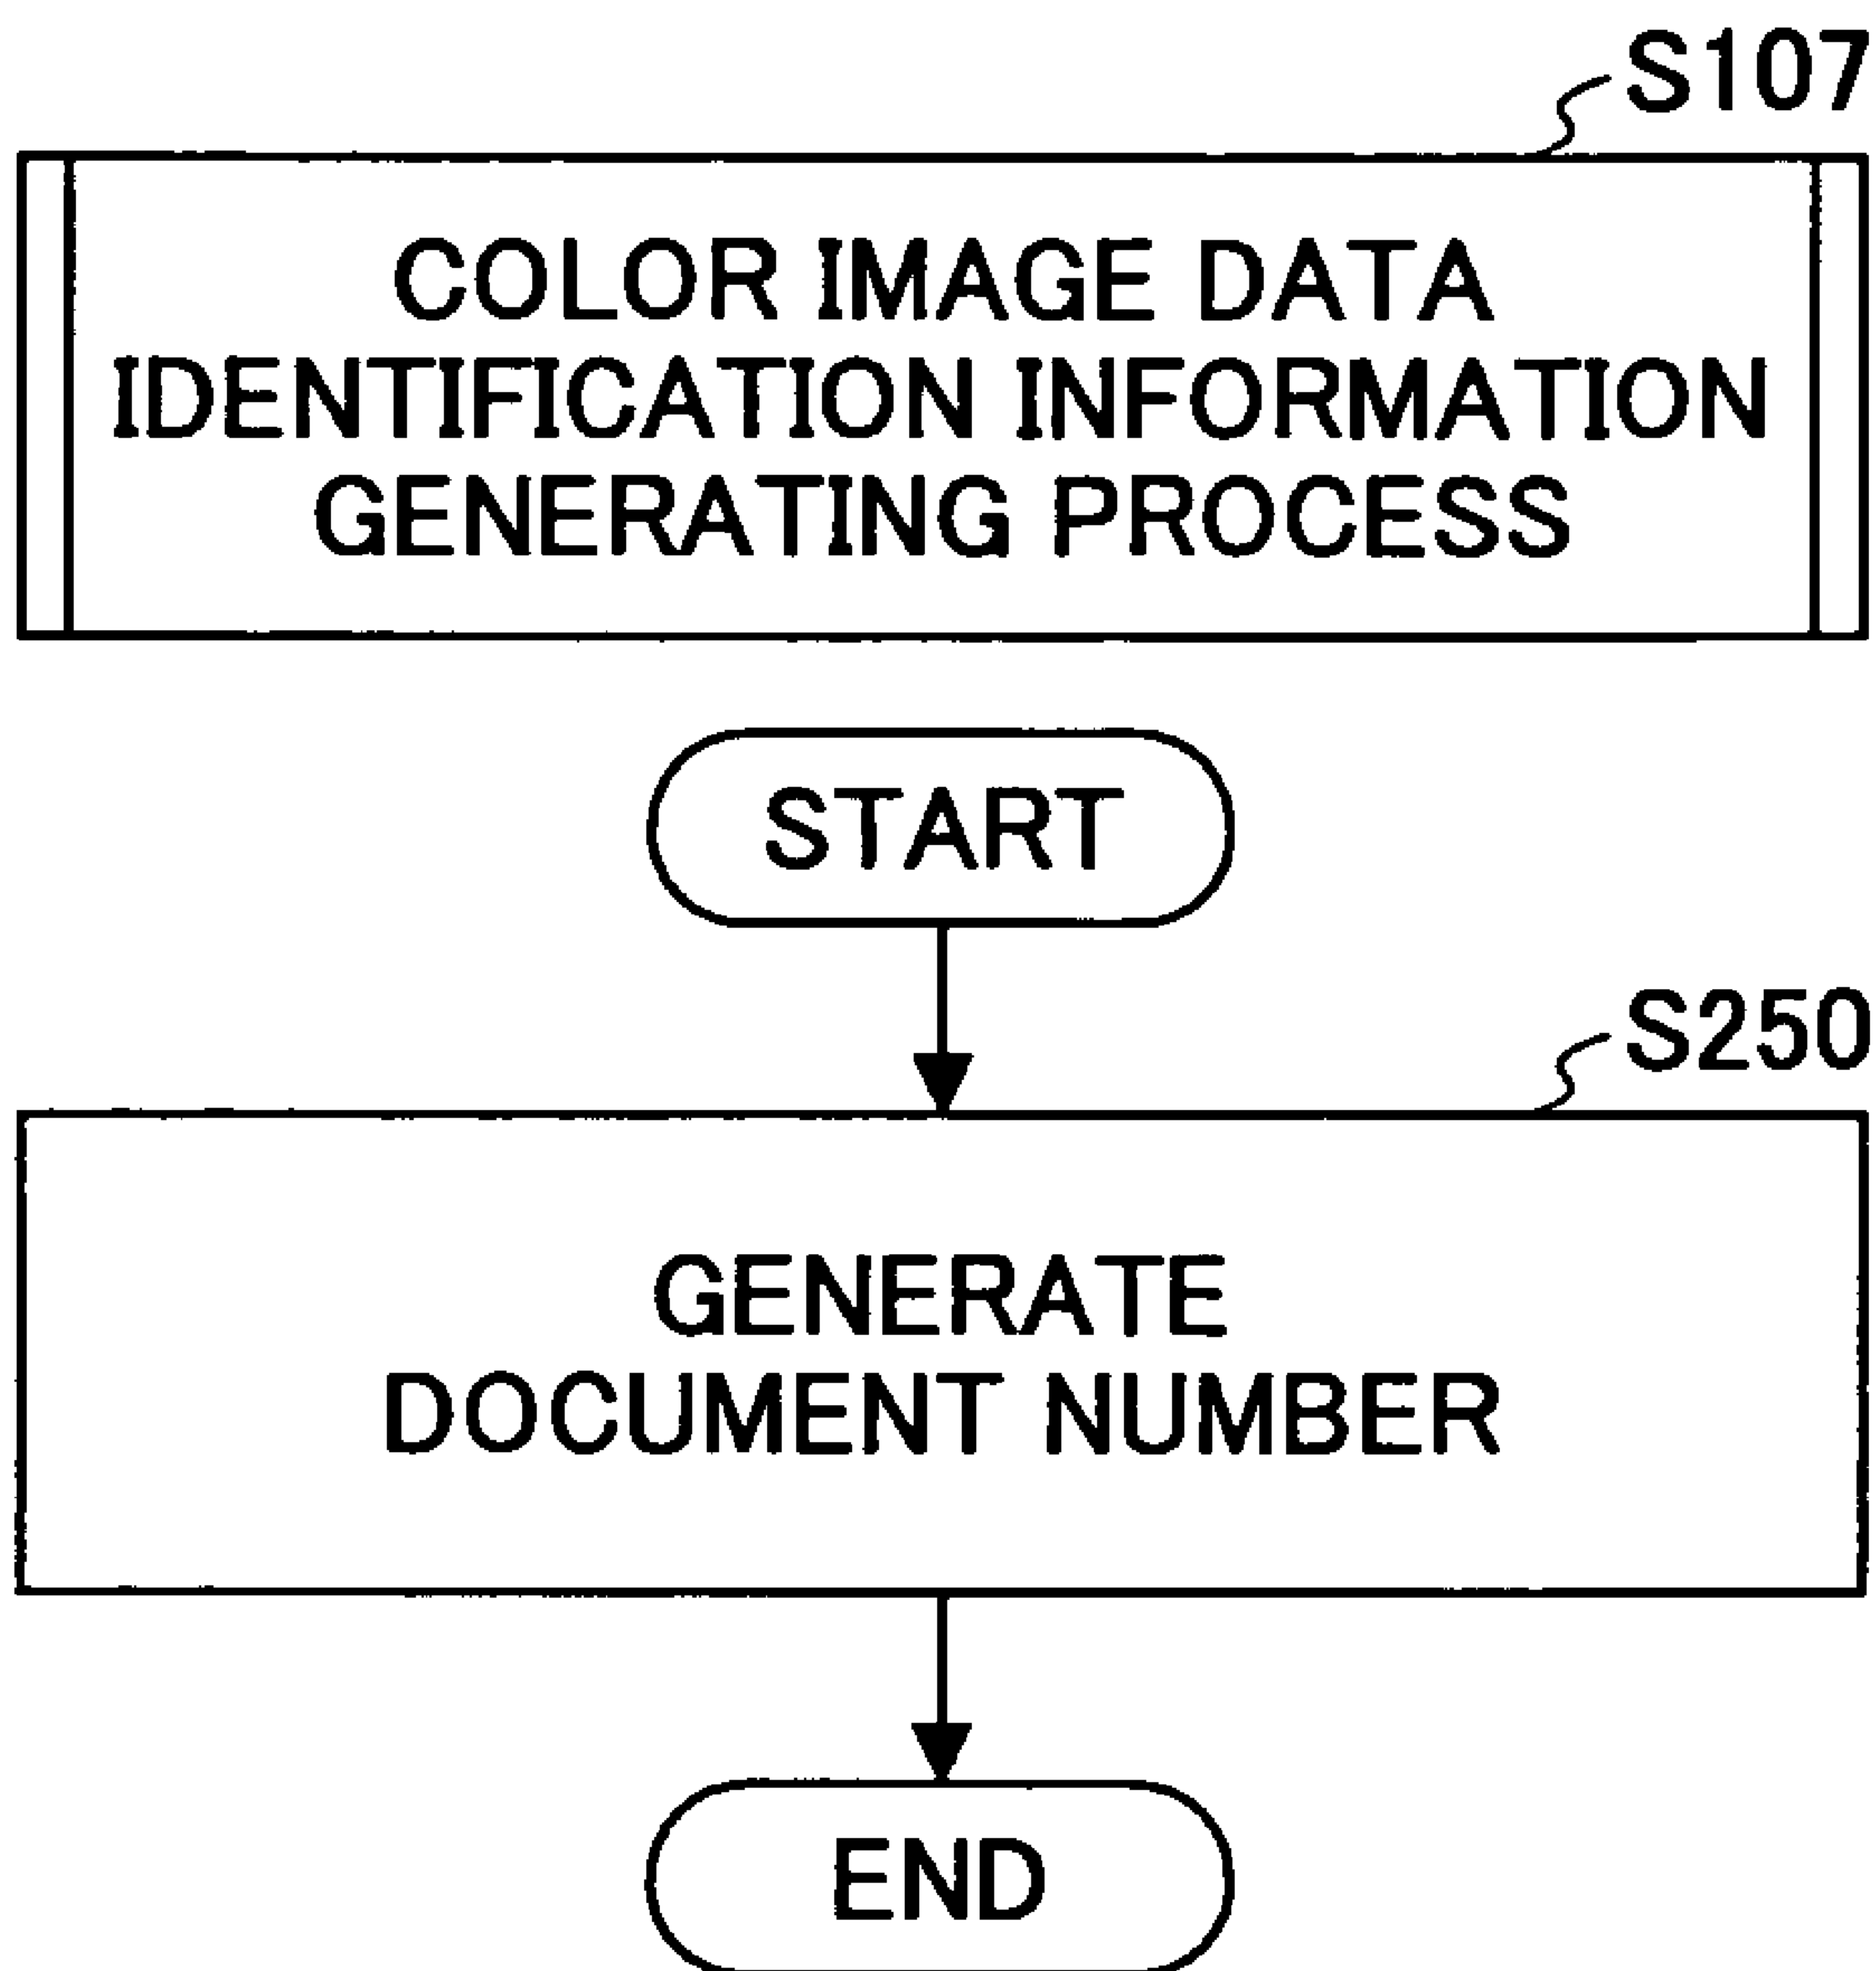 S107
COLOR IMAGE DATA
IDENTIFICATION INFORMATION
GENERATING PROCESS
START
S250
GENERATE
DOCUMENT NUMBER
END